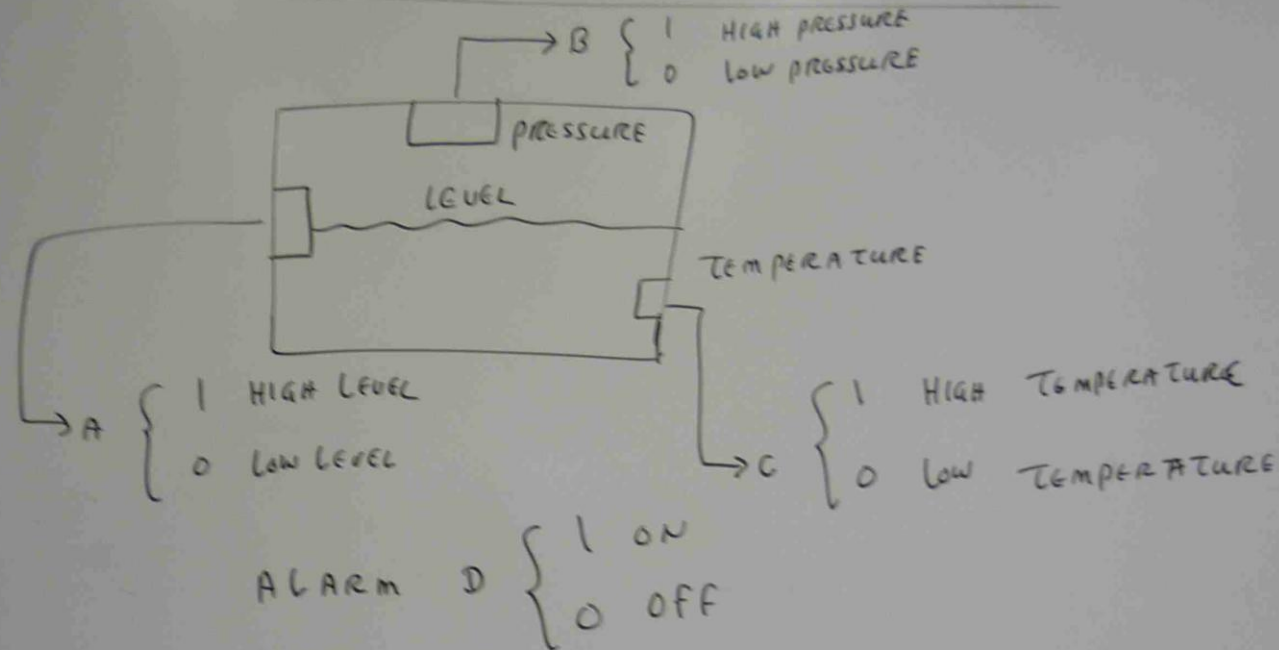 B { 1 HIGH PRESSURE
0 LOW PRESSURE
PRESSURE
LEVEL
TEMPERATURE
A { 1 HIGH LEVEL
0 LOW LEVEL
C { 1 HIGH TEMPERATURE
0 LOW TEMPERATURE
ALARM D { 1 ON
0 OFF